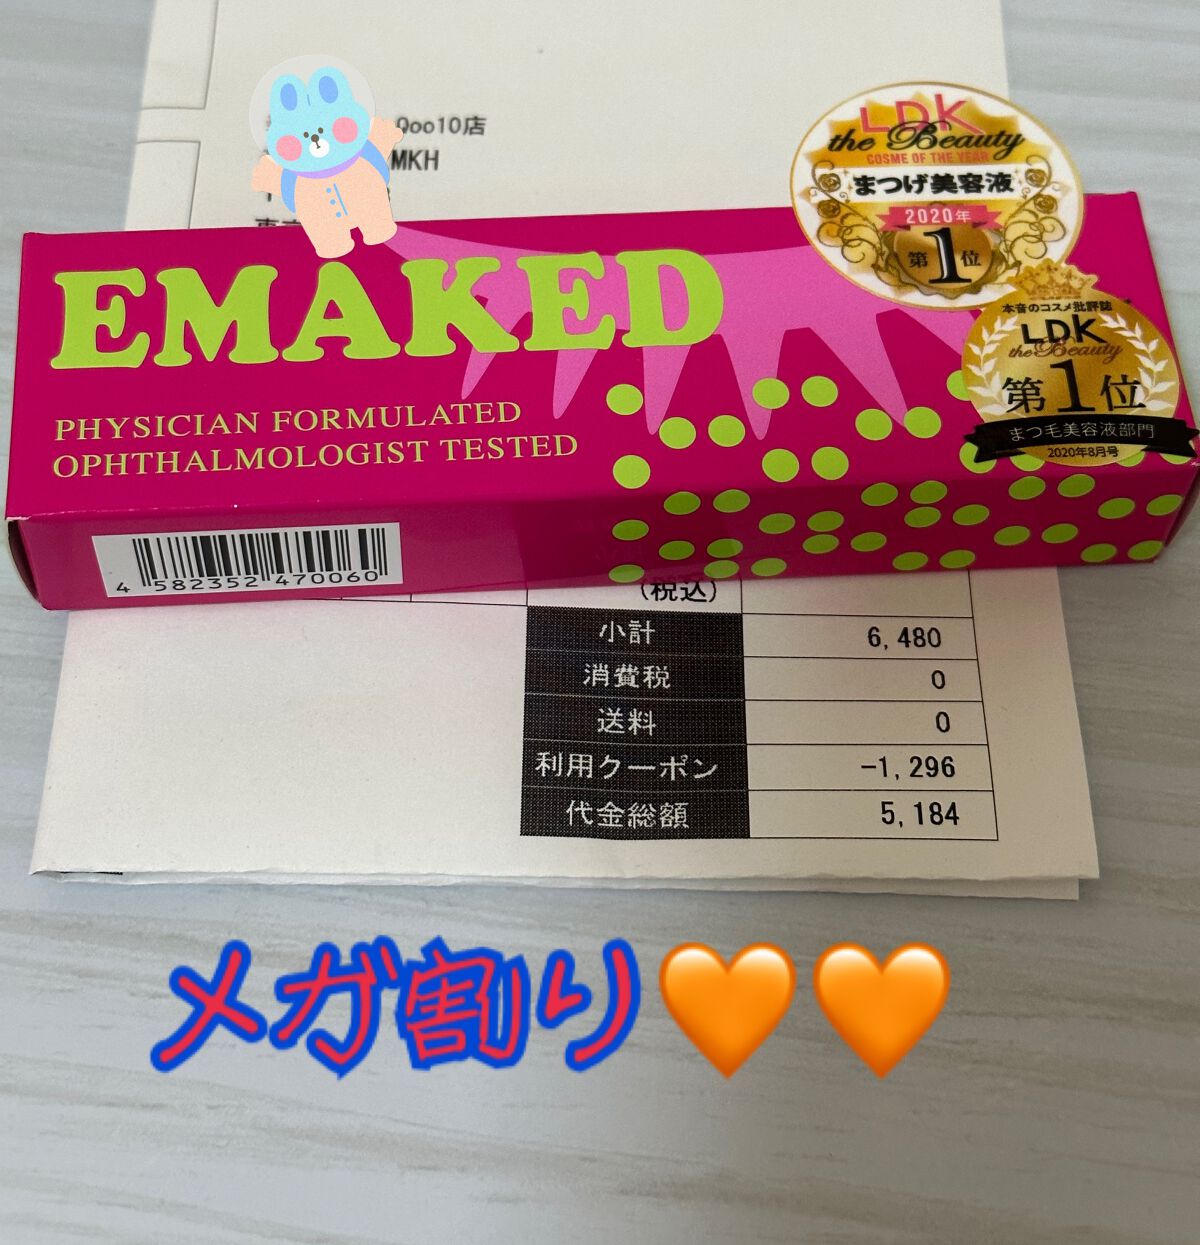 Qoo10店
MKH
LDK
the Beauty
COSME OF THE YEAR
まつげ美容液
2020年
第1位
EMAKED
本音のコスメ批評誌
LDK
the Beauty
第1位
まつ毛美容液部門
2020年8月号
PHYSICIAN FORMULATED
OPHTHALMOLOGIST TESTED
4 582352 470060
(税込)
小計 6,480
消費税 0
送料 0
利用クーポン -1,296
代金総額 5,184
メガ割り🧡🧡